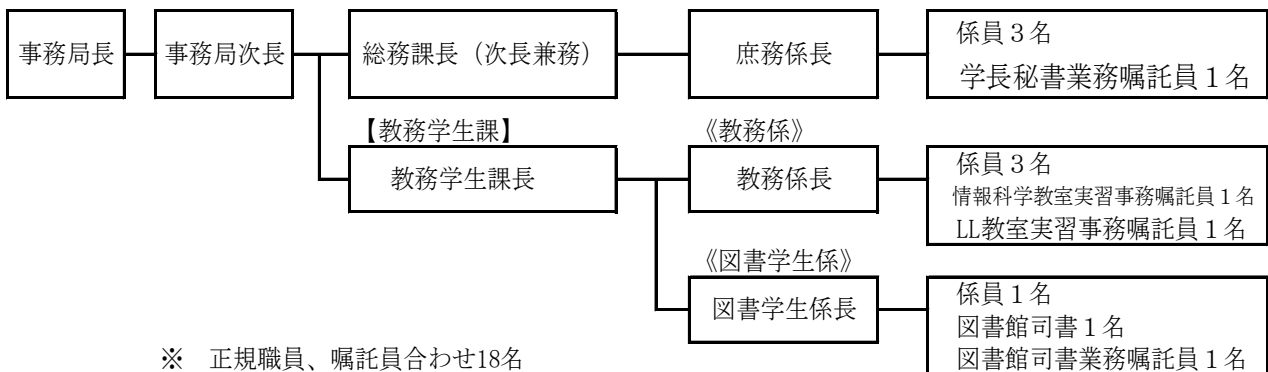 事務局長
事務局次長
総務課長（次長兼務）
庶務係長
係員３名
学長秘書業務嘱託員１名
【教務学生課】
《教務係》
教務学生課長
教務係長
係員３名
情報科学教室実習事務嘱託員１名
LL教室実習事務嘱託員１名
《図書学生係》
図書学生係長
係員１名
図書館司書１名
図書館司書業務嘱託員１名
※　正規職員、嘱託員合わせ18名